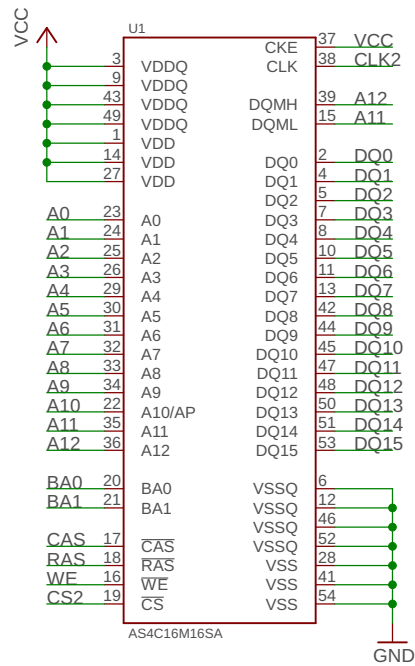 VCC
U1
3 VDDQ
9 VDDQ
43 VDDQ
49 VDDQ
1 VDD
14 VDD
27 VDD
A0 23 A0
A1 24 A1
A2 25 A2
A3 26 A3
A4 29 A4
A5 30 A5
A6 31 A6
A7 32 A7
A8 33 A8
A9 34 A9
A10 22 A10/AP
A11 35 A11
A12 36 A12
BA0 20 BA0
BA1 21 BA1
CAS 17 CAS
RAS 18 RAS
WE 16 WE
CS2 19 CS
CKE 37 VCC
CLK 38 CLK2
DQMH 39 A12
DQML 15 A11
DQ0 2 DQ0
DQ1 4 DQ1
DQ2 5 DQ2
DQ3 7 DQ3
DQ4 8 DQ4
DQ5 10 DQ5
DQ6 11 DQ6
DQ7 13 DQ7
DQ8 42 DQ8
DQ9 44 DQ9
DQ10 45 DQ10
DQ11 47 DQ11
DQ12 48 DQ12
DQ13 50 DQ13
DQ14 51 DQ14
DQ15 53 DQ15
VSSQ 6
VSSQ 12
VSSQ 46
VSSQ 52
VSS 28
VSS 41
VSS 54
AS4C16M16SA
GND